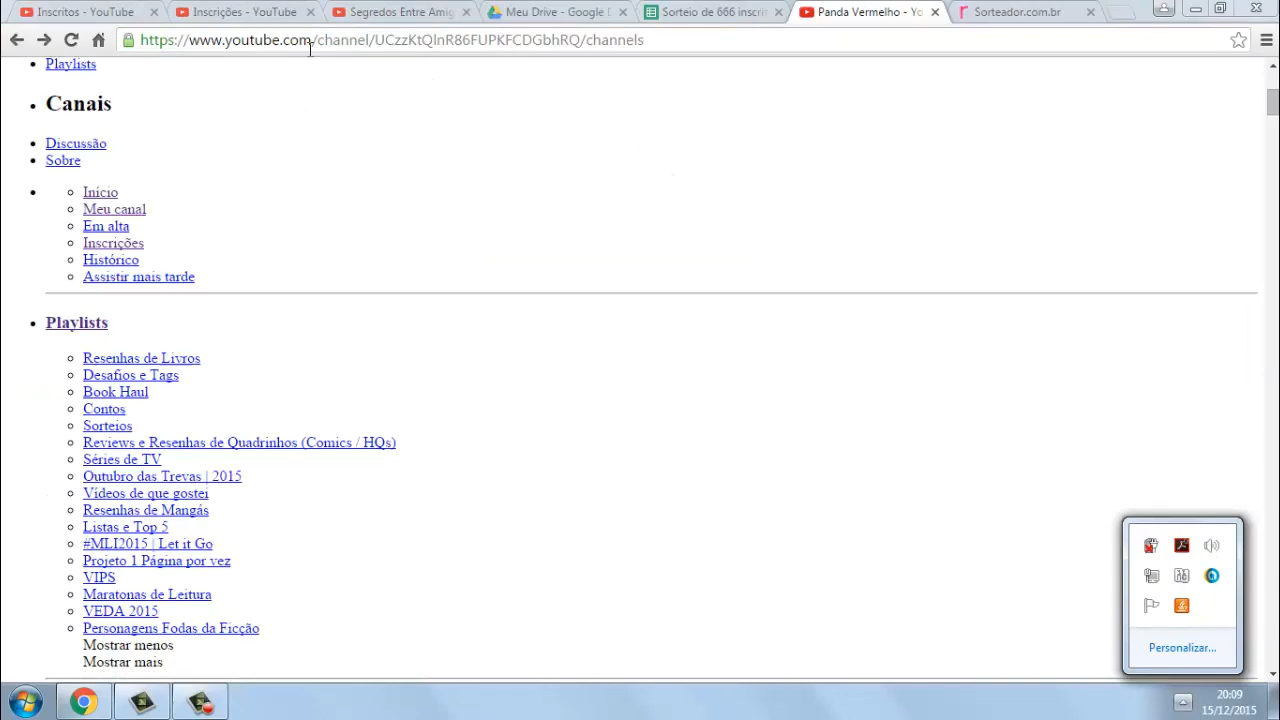 Inscritos - YouTube
Inscrições - YouTube
Segredos Entre Amig
Meu Drive - Google D
Sorteio de 666 inscrit
Panda Vermelho - Yo
Sorteador.com.br
https://www.youtube.com/channel/UCzzKtQlnR86FUPKFCDGbhRQ/channels
Playlists
Canais
Discussão
Sobre
Início
Meu canal
Em alta
Inscrições
Histórico
Assistir mais tarde
Playlists
Resenhas de Livros
Desafios e Tags
Book Haul
Contos
Sorteios
Reviews e Resenhas de Quadrinhos (Comics / HQs)
Séries de TV
Outubro das Trevas | 2015
Vídeos de que gostei
Resenhas de Mangás
Listas e Top 5
#MLI2015 | Let it Go
Projeto 1 Página por vez
VIPS
Maratonas de Leitura
VEDA 2015
Personagens Fodas da Ficção
Mostrar menos
Mostrar mais
Personalizar...
20:09
15/12/2015